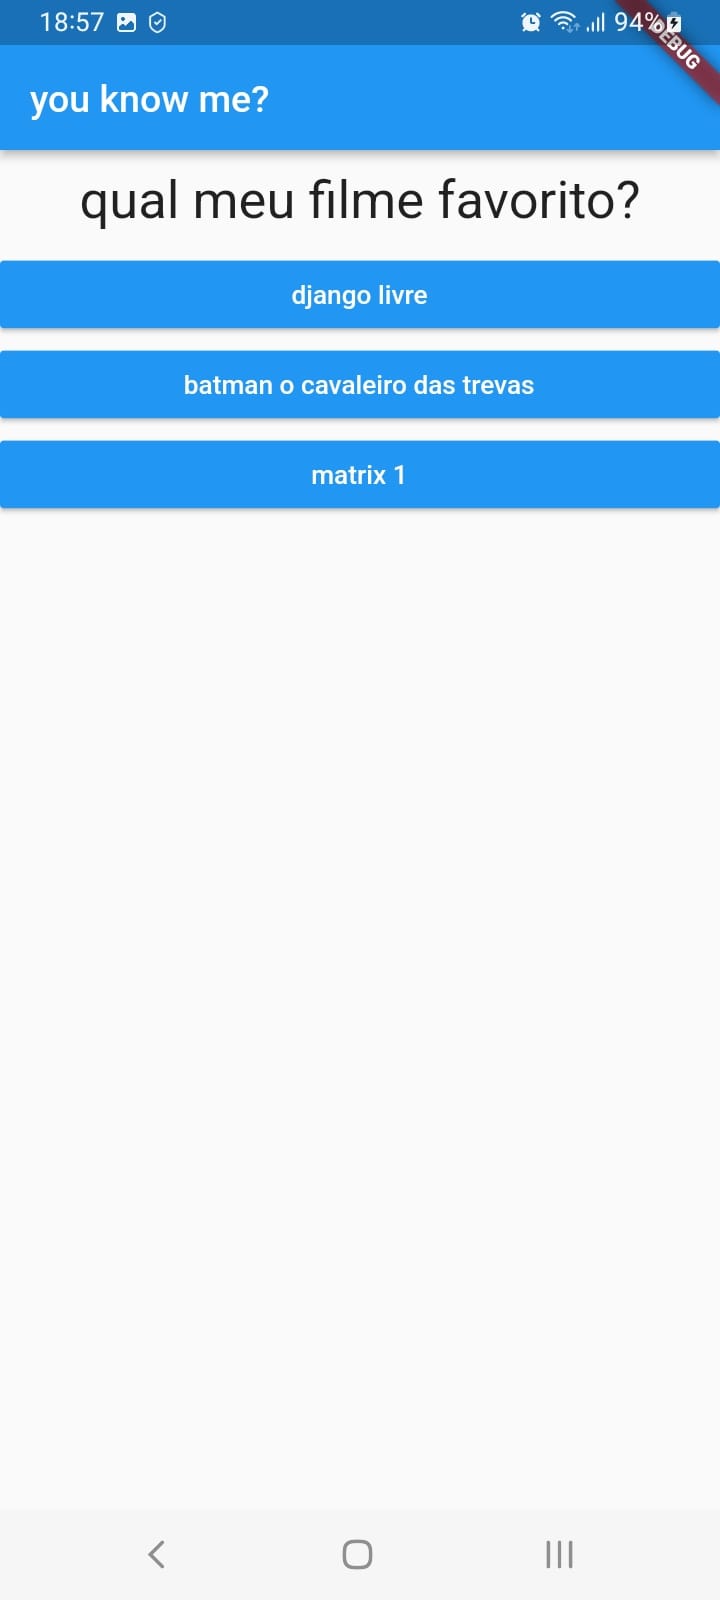 18:57 94%
DEBUG
you know me?
qual meu filme favorito?
django livre
batman o cavaleiro das trevas
matrix 1